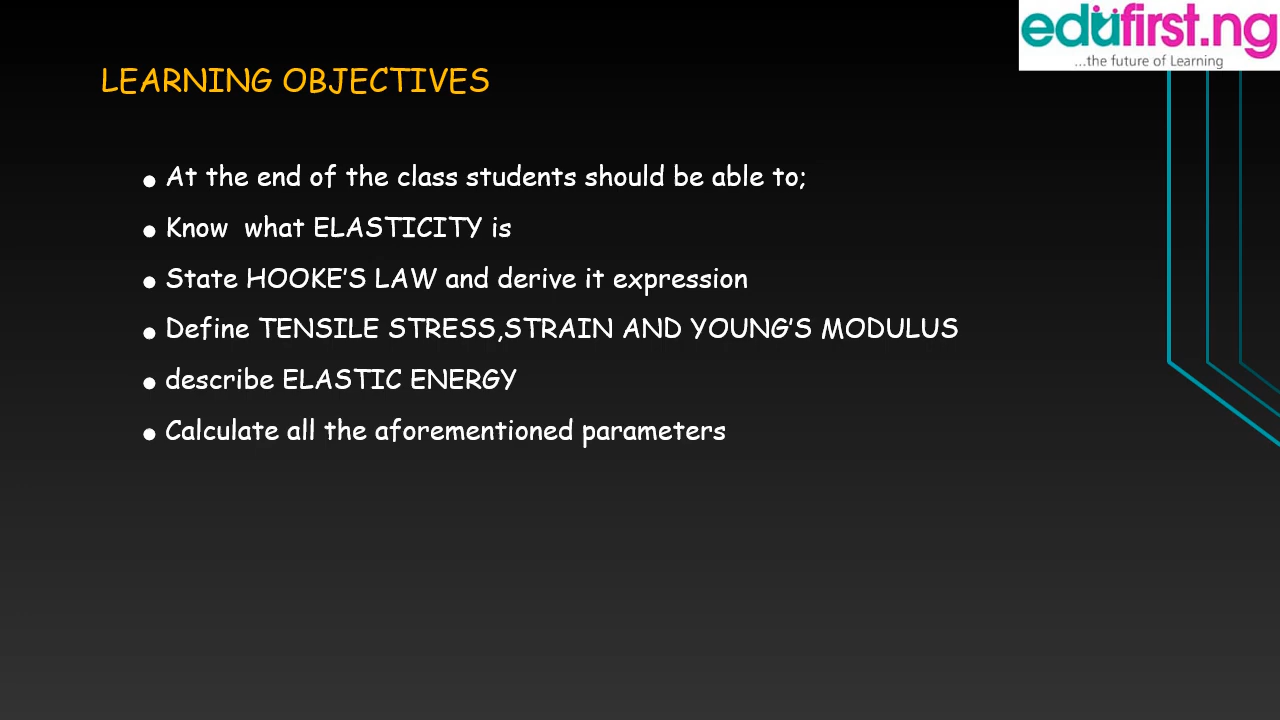 edufirst.ng
...the future of Learning
LEARNING OBJECTIVES
● At the end of the class students should be able to;
● Know  what ELASTICITY is
● State HOOKE'S LAW and derive it expression
● Define TENSILE STRESS,STRAIN AND YOUNG'S MODULUS
● describe ELASTIC ENERGY
● Calculate all the aforementioned parameters